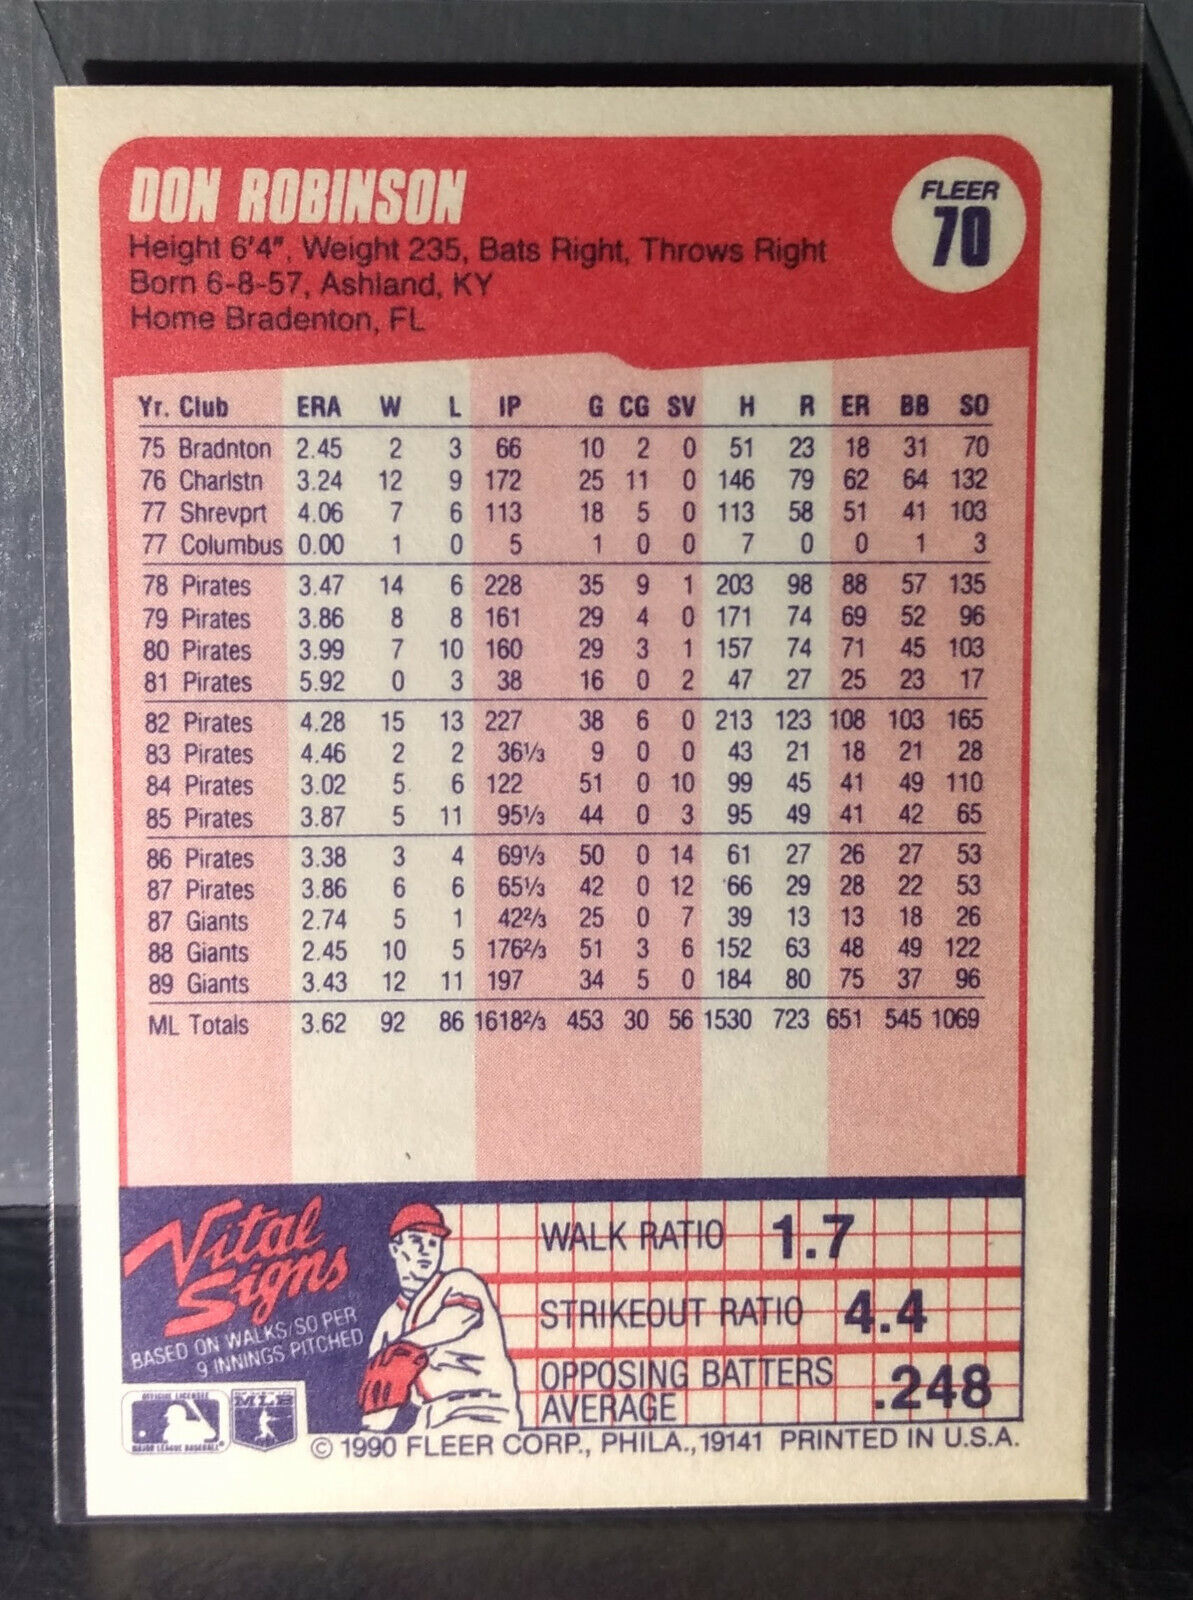 DON ROBINSON
FLEER
70
Height 6'4", Weight 235, Bats Right, Throws Right
Born 6-8-57, Ashland, KY
Home Bradenton, FL
Yr. Club ERA W L IP G CG SV H R ER BB SO
75 Bradnton 2.45 2 3 66 10 2 0 51 23 18 31 70
76 Charlstn 3.24 12 9 172 25 11 0 146 79 62 64 132
77 Shrevprt 4.06 7 6 113 18 5 0 113 58 51 41 103
77 Columbus 0.00 1 0 5 1 0 0 7 0 0 1 3
78 Pirates 3.47 14 6 228 35 9 1 203 98 88 57 135
79 Pirates 3.86 8 8 161 29 4 0 171 74 69 52 96
80 Pirates 3.99 7 10 160 29 3 1 157 74 71 45 103
81 Pirates 5.92 0 3 38 16 0 2 47 27 25 23 17
82 Pirates 4.28 15 13 227 38 6 0 213 123 108 103 165
83 Pirates 4.46 2 2 36⅓ 9 0 0 43 21 18 21 28
84 Pirates 3.02 5 6 122 51 0 10 99 45 41 49 110
85 Pirates 3.87 5 11 95⅓ 44 0 3 95 49 41 42 65
86 Pirates 3.38 3 4 69⅓ 50 0 14 61 27 26 27 53
87 Pirates 3.86 6 6 65⅓ 42 0 12 66 29 28 22 53
87 Giants 2.74 5 1 42⅔ 25 0 7 39 13 13 18 26
88 Giants 2.45 10 5 176⅔ 51 3 6 152 63 48 49 122
89 Giants 3.43 12 11 197 34 5 0 184 80 75 37 96
ML Totals 3.62 92 86 1618⅔ 453 30 56 1530 723 651 545 1069
Vital
Signs
BASED ON WALKS/SO PER
9 INNINGS PITCHED
WALK RATIO 1.7
STRIKEOUT RATIO 4.4
OPPOSING BATTERS
AVERAGE .248
OFFICIAL LICENSEE
MAJOR LEAGUE BASEBALL
MLB
© 1990 FLEER CORP., PHILA., 19141 PRINTED IN U.S.A.